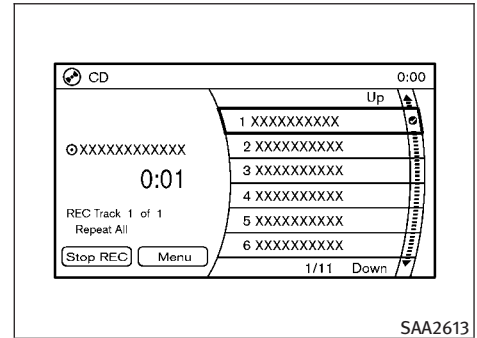 CD 0:00
Up
1 XXXXXXXXXX
2 XXXXXXXXXX
3 XXXXXXXXXX
4 XXXXXXXXXX
5 XXXXXXXXXX
6 XXXXXXXXXX
1/11 Down
XXXXXXXXXXXX
0:01
REC Track 1 of 1
Repeat All
Stop REC Menu
SAA2613